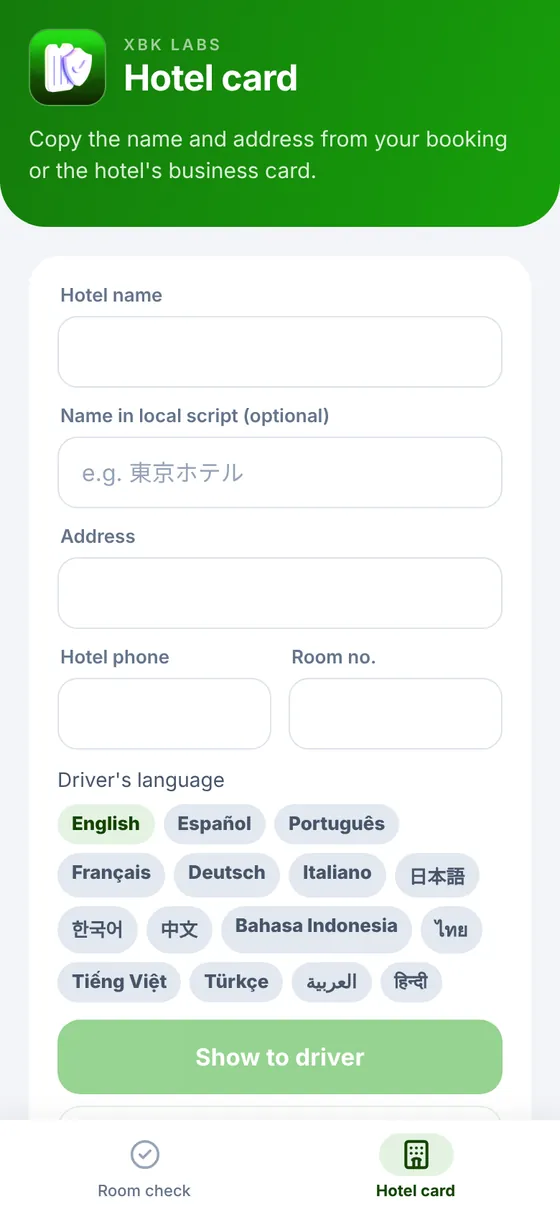 XBK LABS
Hotel card
Copy the name and address from your booking
or the hotel's business card.
Hotel name
Name in local script (optional)
e.g. 東京ホテル
Address
Hotel phone
Room no.
Driver's language
English
Español
Português
Français
Deutsch
Italiano
日本語
한국어
中文
Bahasa Indonesia
ไทย
Tiếng Việt
Türkçe
العربية
हिन्दी
Show to driver
Room check
Hotel card